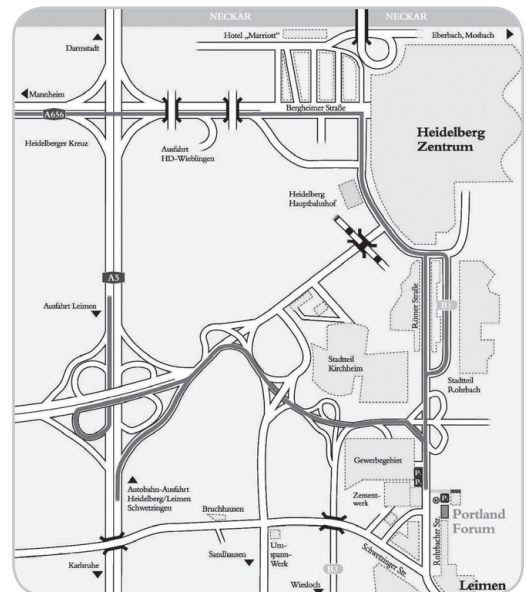 NECKAR
NECKAR
Darmstadt
Hotel „Marriott“
Eberbach, Mosbach
Mannheim
A656
Bergheimer Straße
Heidelberg
Zentrum
Heidelberger Kreuz
Ausfahrt
HD-Wieblingen
Heidelberg
Hauptbahnhof
A5
Ausfahrt Leimen
Römer Straße
B3
Stadtteil
Kirchheim
Stadtteil
Rohrbach
Gewerbegebiet
P
P
Autobahn-Ausfahrt
Heidelberg/Leimen
Schwetzingen
Zement-
werk
P
Bruchhausen
Portland
Forum
Rohrbacher Str.
Um-
spann-
Werk
Schwetzinger Str.
Sandhausen
Karlsruhe
B3
Wiesloch
Leimen